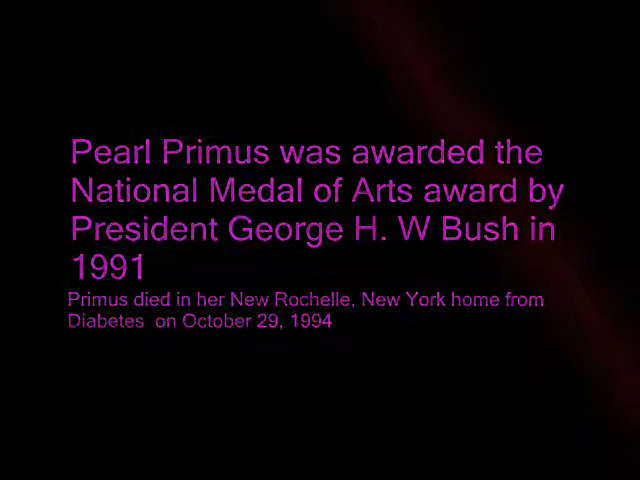 Pearl Primus was awarded the
National Medal of Arts award by
President George H. W Bush in
1991
Primus died in her New Rochelle, New York home from
Diabetes  on October 29, 1994